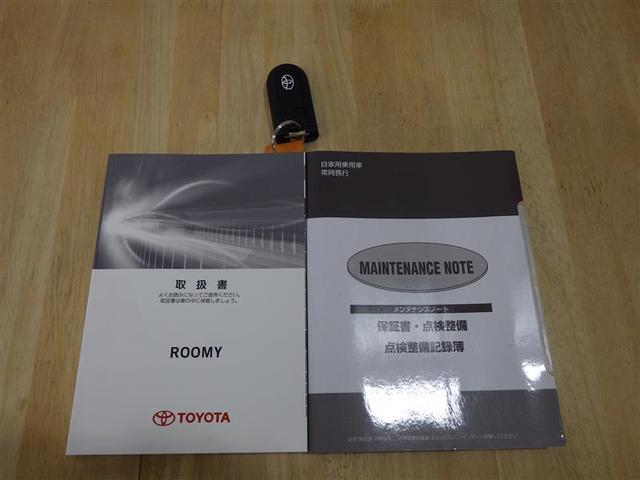 取扱書
よくお読みになってご使用ください。
取扱書は車の中に保管しましょう。
ROOMY
TOYOTA
自家用乗用車
常時携行
MAINTENANCE NOTE
メンテナンスノート
保証書・点検整備
点検整備記録簿